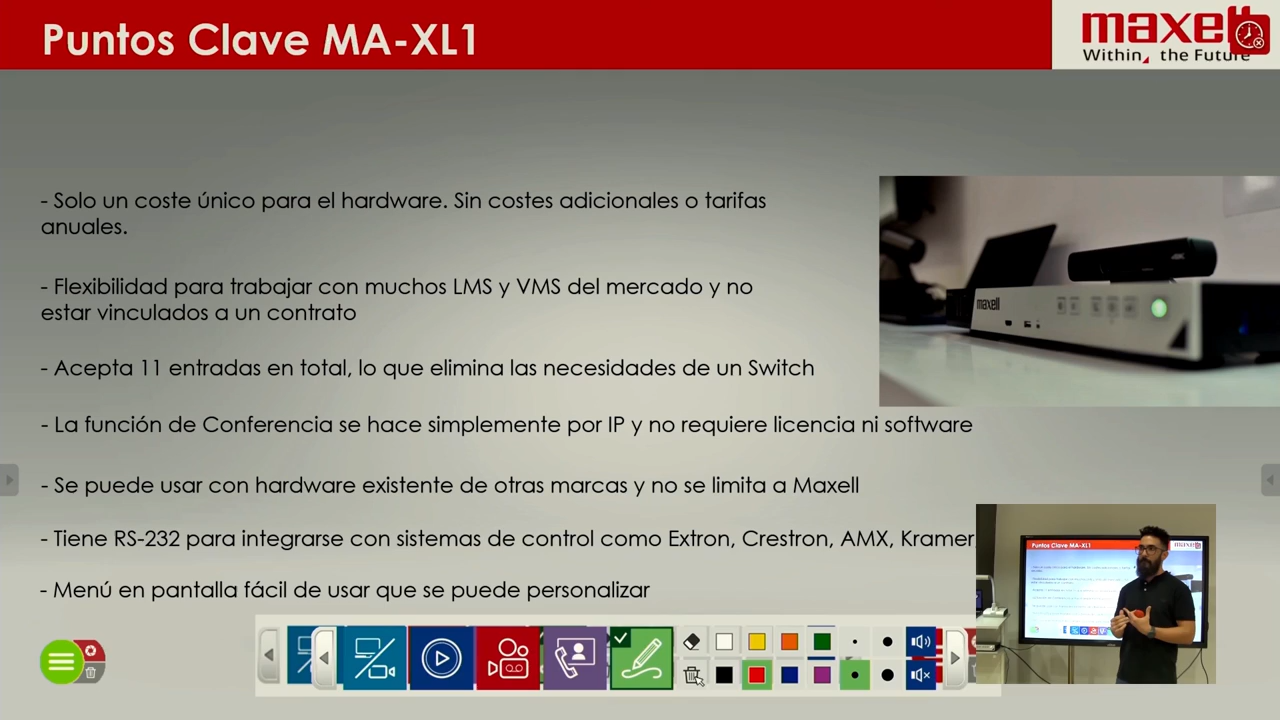 Puntos Clave MA-XL1
maxell
Within, the Future
- Solo un coste único para el hardware. Sin costes adicionales o tarifas
anuales.
- Flexibilidad para trabajar con muchos LMS y VMS del mercado y no
estar vinculados a un contrato
maxell
- Acepta 11 entradas en total, lo que elimina las necesidades de un Switch
- La función de Conferencia se hace simplemente por IP y no requiere licencia ni software
- Se puede usar con hardware existente de otras marcas y no se limita a Maxell
- Tiene RS-232 para integrarse con sistemas de control como Extron, Crestron, AMX, Kramer,
- Menú en pantalla fácil de usar que se puede personalizar
Puntos Clave MA-XL1